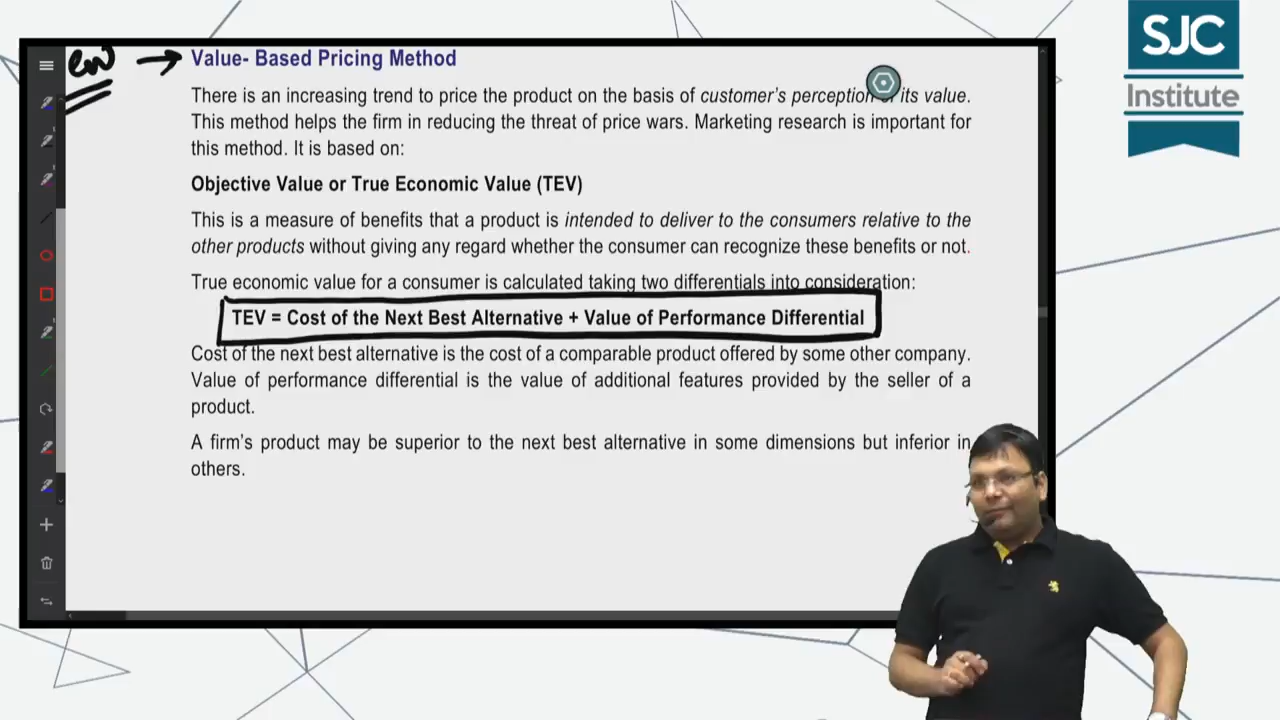 SJC
Institute
Value- Based Pricing Method
There is an increasing trend to price the product on the basis of customer's perception of its value.
This method helps the firm in reducing the threat of price wars. Marketing research is important for
this method. It is based on:
Objective Value or True Economic Value (TEV)
This is a measure of benefits that a product is intended to deliver to the consumers relative to the
other products without giving any regard whether the consumer can recognize these benefits or not.
True economic value for a consumer is calculated taking two differentials into consideration:
TEV = Cost of the Next Best Alternative + Value of Performance Differential
Cost of the next best alternative is the cost of a comparable product offered by some other company.
Value of performance differential is the value of additional features provided by the seller of a
product.
A firm's product may be superior to the next best alternative in some dimensions but inferior in
others.